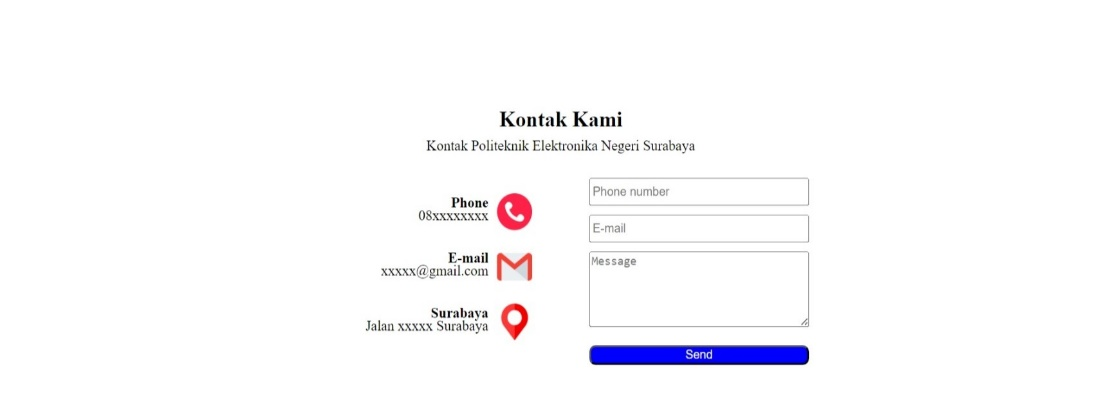 Kontak Kami
Kontak Politeknik Elektronika Negeri Surabaya
Phone
08xxxxxxxx
E-mail
xxxxx@gmail.com
Surabaya
Jalan xxxxx Surabaya
Phone number
E-mail
Message
Send